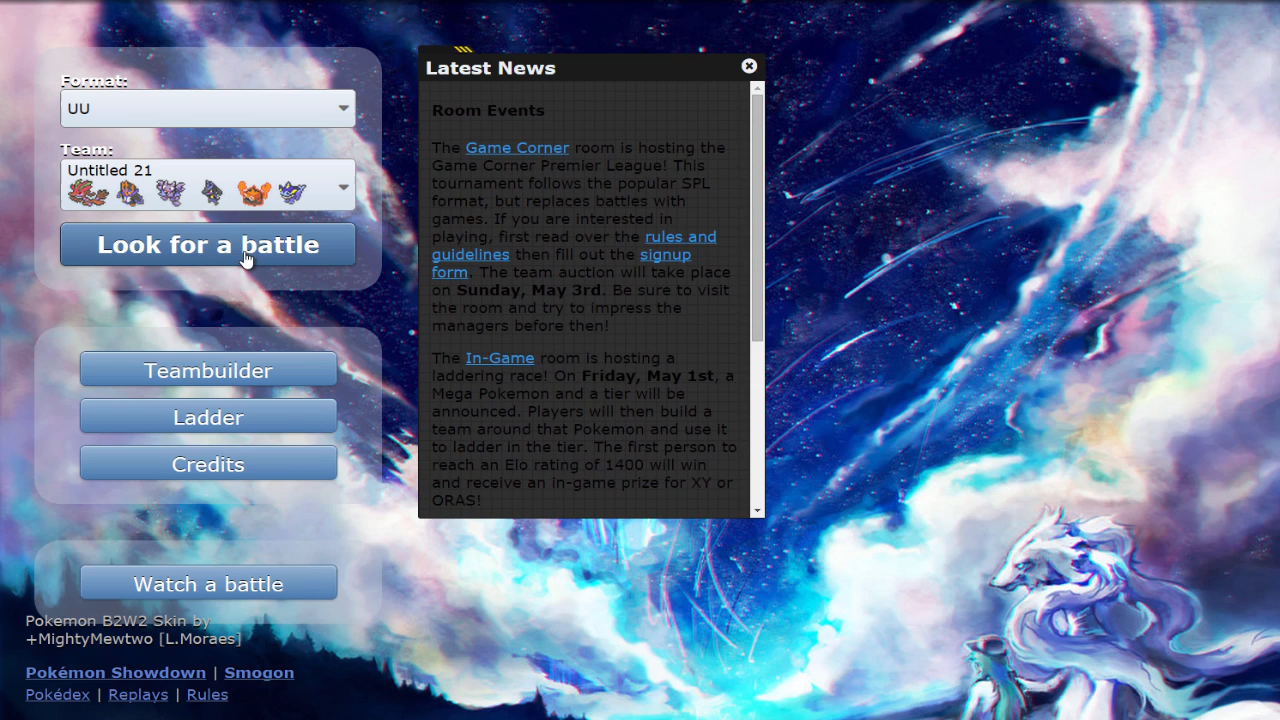 Format:
UU
Team:
Untitled 21
Look for a battle
Teambuilder
Ladder
Credits
Watch a battle
Pokemon B2W2 Skin by
+MightyMewtwo [L.Moraes]
Pokémon Showdown | Smogon
Pokédex | Replays | Rules
Latest News
Room Events
The Game Corner room is hosting the
Game Corner Premier League! This
tournament follows the popular SPL
format, but replaces battles with
games. If you are interested in
playing, first read over the rules and
guidelines then fill out the signup
form. The team auction will take place
on Sunday, May 3rd. Be sure to visit
the room and try to impress the
managers before then!
The In-Game room is hosting a
laddering race! On Friday, May 1st, a
Mega Pokemon and a tier will be
announced. Players will then build a
team around that Pokemon and use it
to ladder in the tier. The first person to
reach an Elo rating of 1400 will win
and receive an in-game prize for XY or
ORAS!